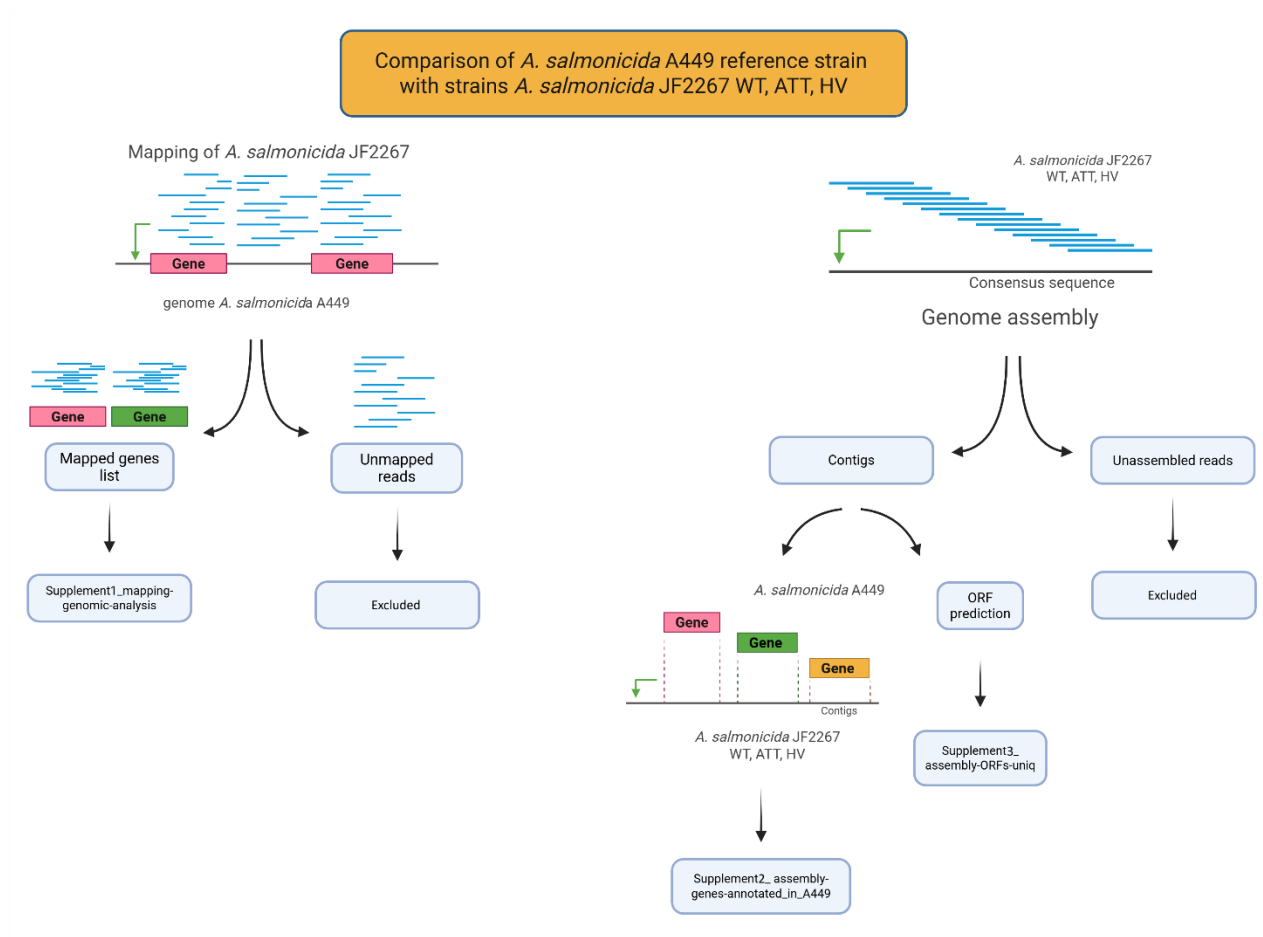 Comparison of A. salmonicida A449 reference strain
with strains A. salmonicida JF2267 WT, ATT, HV
Mapping of A. salmonicida JF2267
Gene
Gene
genome A. salmonicida A449
Gene
Gene
Mapped genes
list
Unmapped
reads
Supplement1_mapping-
genomic-analysis
Excluded
A. salmonicida JF2267
WT, ATT, HV
Consensus sequence
Genome assembly
Contigs
Unassembled reads
A. salmonicida A449
Gene
Gene
Gene
Contigs
A. salmonicida JF2267
WT, ATT, HV
ORF
prediction
Excluded
Supplement3_
assembly-ORFs-uniq
Supplement2_ assembly-
genes-annotated_in_A449